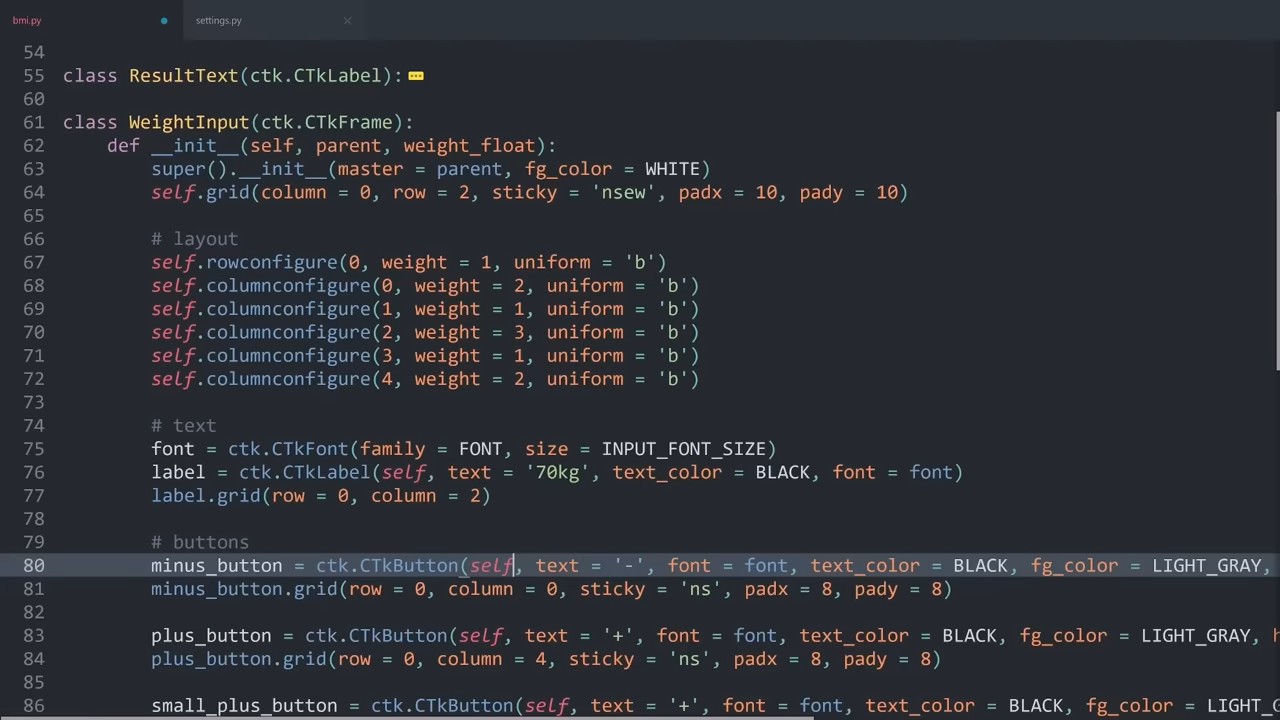 bmi.py settings.py ×
54
55 class ResultText(ctk.CTkLabel):
60
61 class WeightInput(ctk.CTkFrame):
62 def __init__(self, parent, weight_float):
63 super().__init__(master = parent, fg_color = WHITE)
64 self.grid(column = 0, row = 2, sticky = 'nsew', padx = 10, pady = 10)
65
66 # layout
67 self.rowconfigure(0, weight = 1, uniform = 'b')
68 self.columnconfigure(0, weight = 2, uniform = 'b')
69 self.columnconfigure(1, weight = 1, uniform = 'b')
70 self.columnconfigure(2, weight = 3, uniform = 'b')
71 self.columnconfigure(3, weight = 1, uniform = 'b')
72 self.columnconfigure(4, weight = 2, uniform = 'b')
73
74 # text
75 font = ctk.CTkFont(family = FONT, size = INPUT_FONT_SIZE)
76 label = ctk.CTkLabel(self, text = '70kg', text_color = BLACK, font = font)
77 label.grid(row = 0, column = 2)
78
79 # buttons
80 minus_button = ctk.CTkButton(self, text = '-', font = font, text_color = BLACK, fg_color = LIGHT_GRAY,
81 minus_button.grid(row = 0, column = 0, sticky = 'ns', padx = 8, pady = 8)
82
83 plus_button = ctk.CTkButton(self, text = '+', font = font, text_color = BLACK, fg_color = LIGHT_GRAY, h
84 plus_button.grid(row = 0, column = 4, sticky = 'ns', padx = 8, pady = 8)
85
86 small_plus_button = ctk.CTkButton(self, text = '+', font = font, text_color = BLACK, fg_color = LIGHT_G